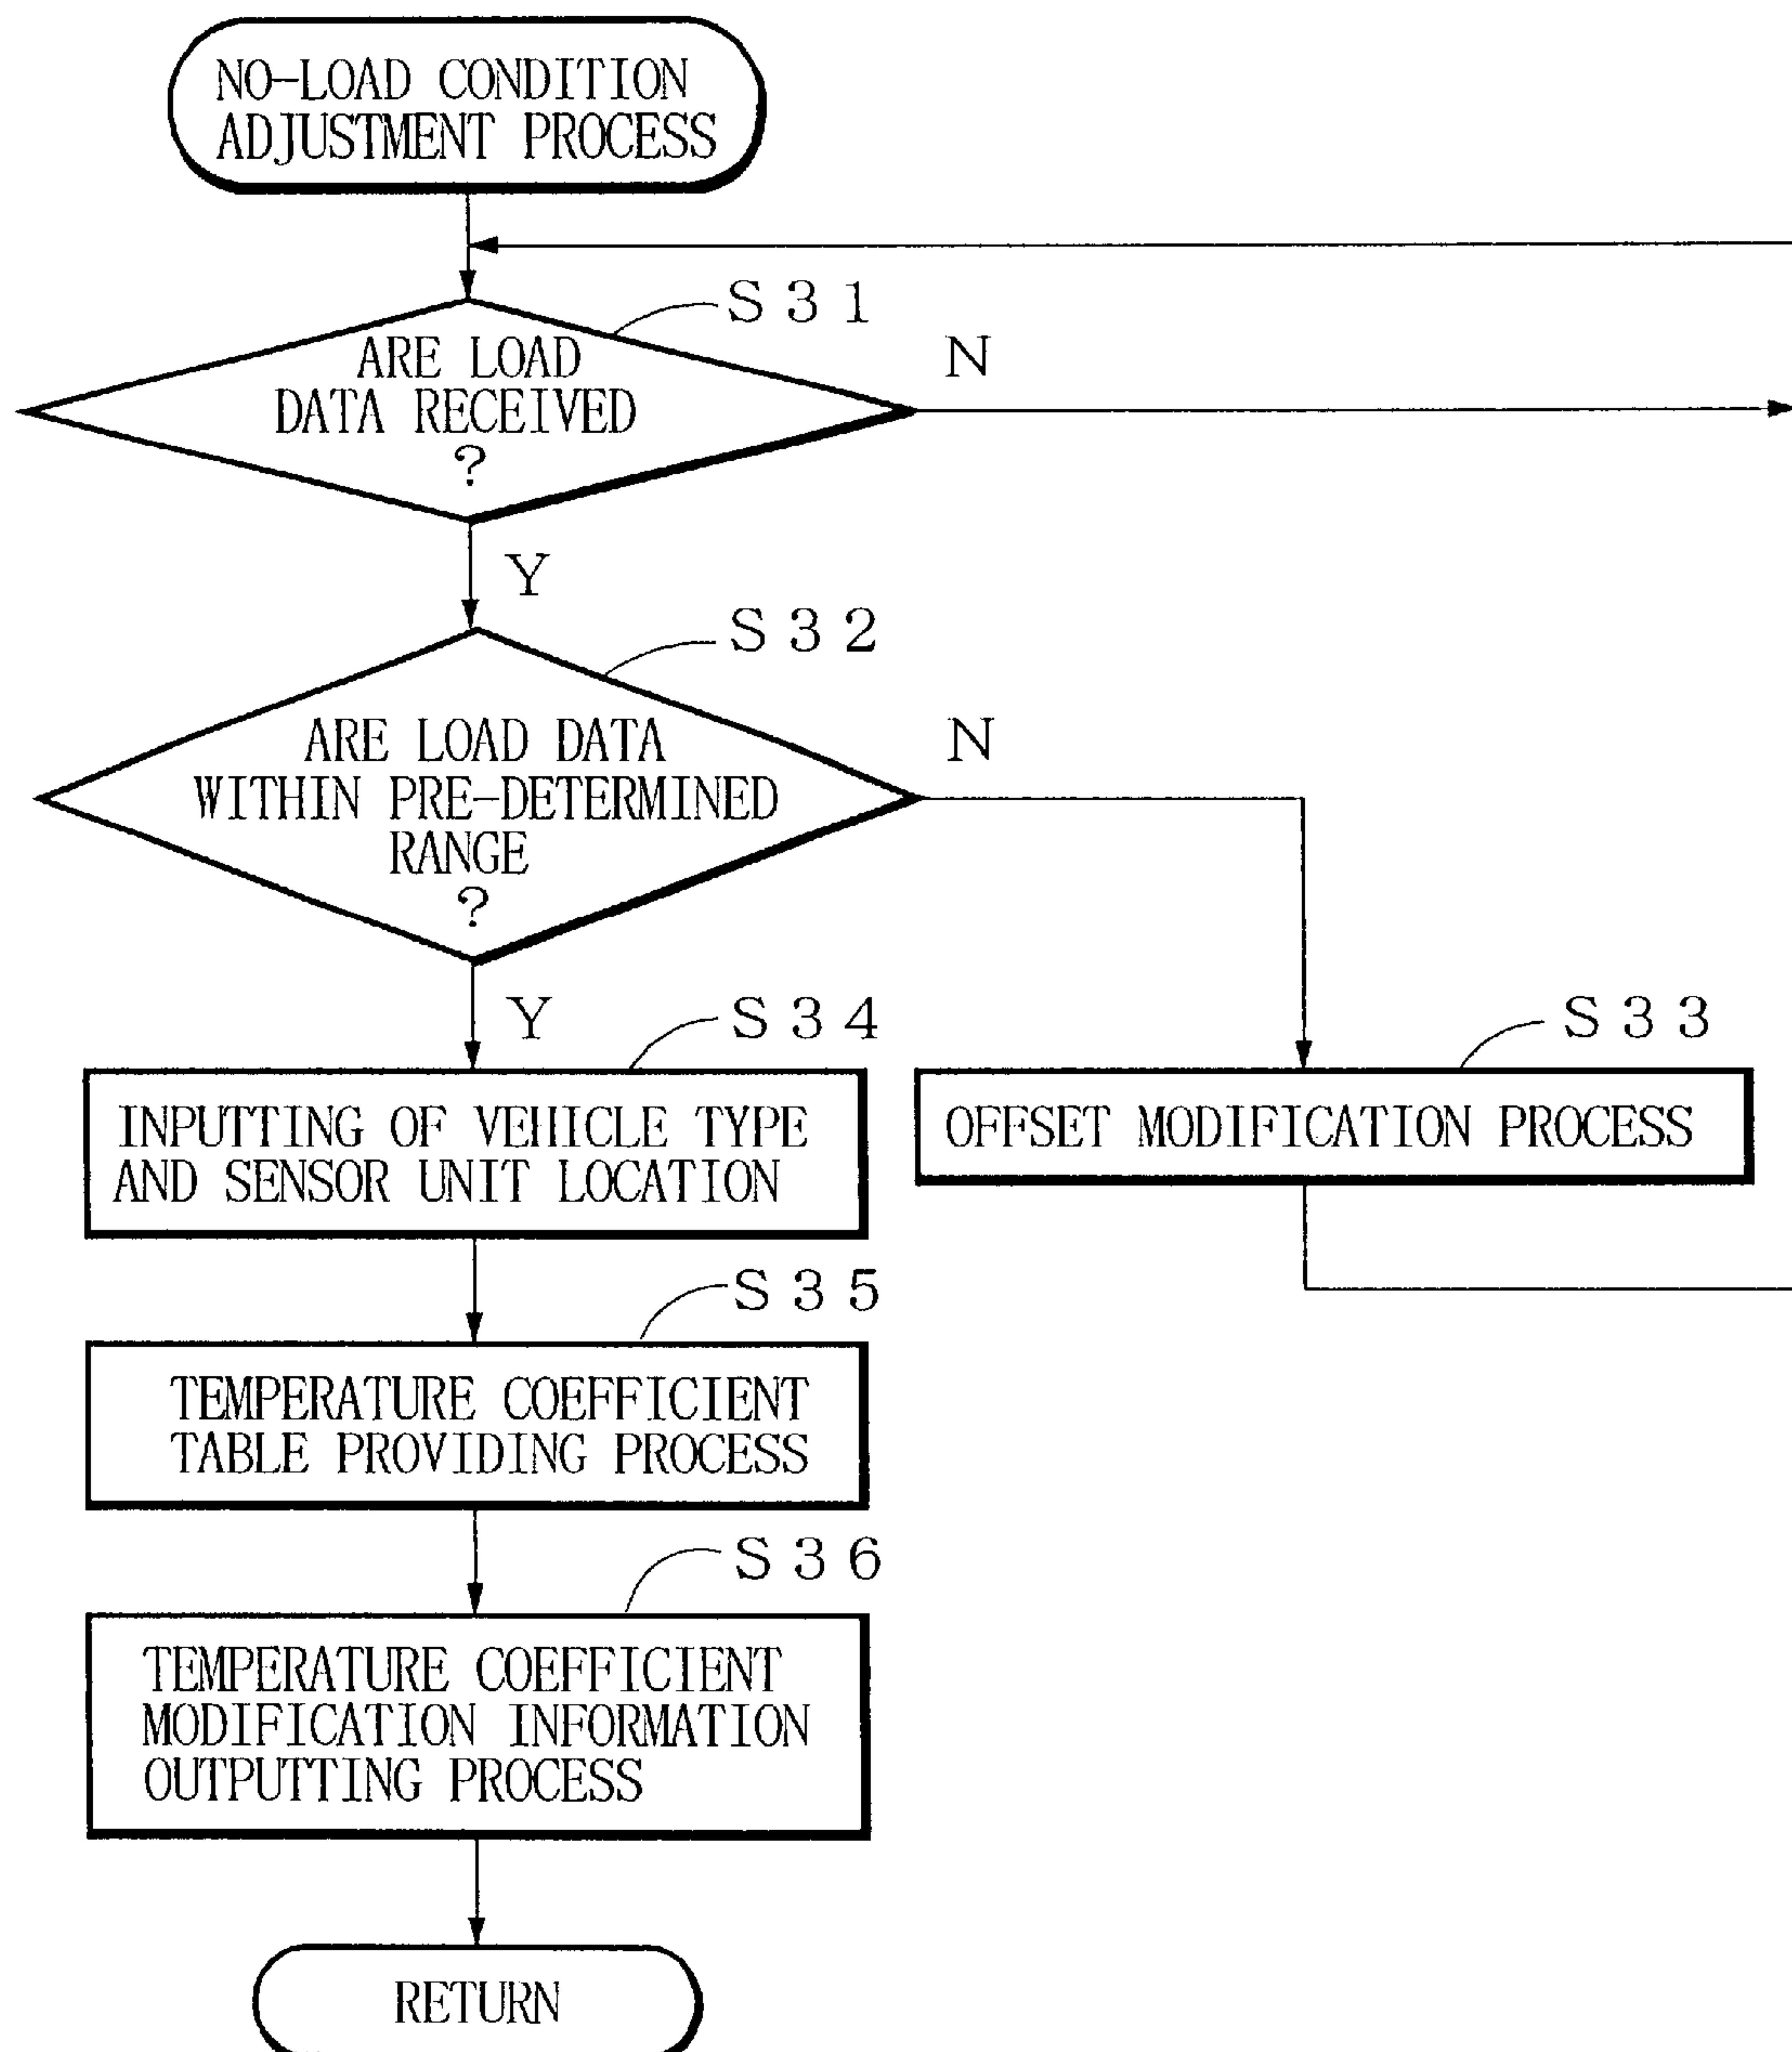 NO-LOAD CONDITION
ADJUSTMENT PROCESS
S31
ARE LOAD
DATA RECEIVED
?
N
Y
S32
ARE LOAD DATA
WITHIN PRE-DETERMINED
RANGE
?
N
Y
S34
INPUTTING OF VEHICLE TYPE
AND SENSOR UNIT LOCATION
S33
OFFSET MODIFICATION PROCESS
S35
TEMPERATURE COEFFICIENT
TABLE PROVIDING PROCESS
S36
TEMPERATURE COEFFICIENT
MODIFICATION INFORMATION
OUTPUTTING PROCESS
RETURN